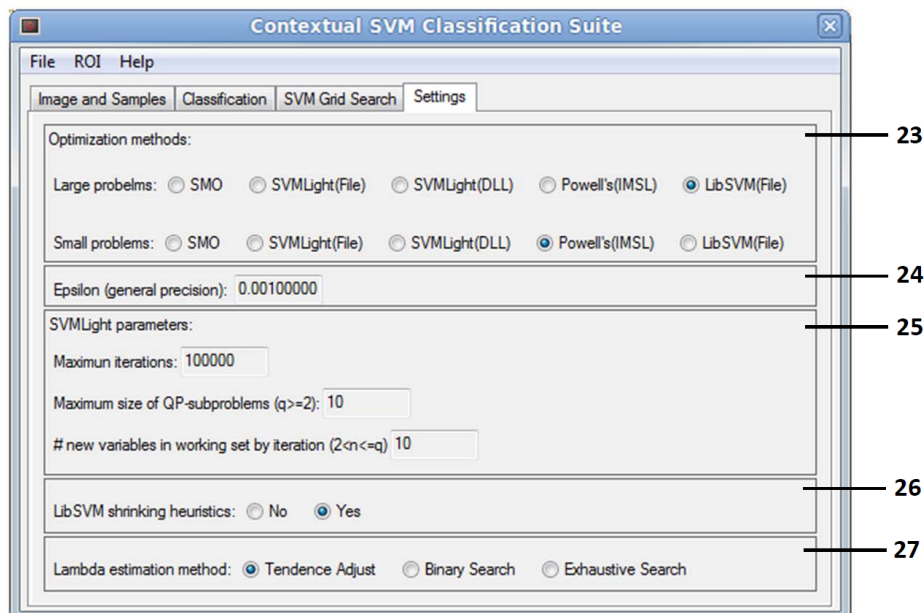 Contextual SVM Classification Suite
File ROI Help
Image and Samples Classification SVM Grid Search Settings
Optimization methods: 23
Large probelms: SMO SVMLight(File) SVMLight(DLL) Powell's(IMSL) LibSVM(File)
Small problems: SMO SVMLight(File) SVMLight(DLL) Powell's(IMSL) LibSVM(File)
24
Epsilon (general precision): 0.00100000
SVMLight parameters: 25
Maximun iterations: 100000
Maximum size of QP-subproblems (q>=2): 10
# new variables in working set by iteration (2<n<=q) 10
26
LibSVM shrinking heuristics: No Yes
27
Lambda estimation method: Tendence Adjust Binary Search Exhaustive Search